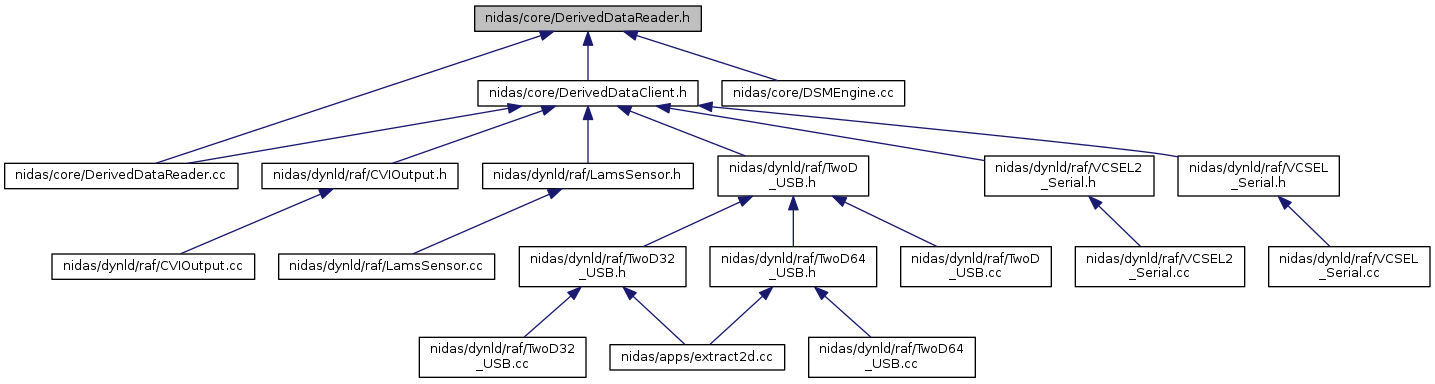 nidas/core/DerivedDataReader.h
nidas/core/DerivedDataClient.h
nidas/core/DSMEngine.cc
nidas/core/DerivedDataReader.cc
nidas/dynld/raf/CVIOutput.h
nidas/dynld/raf/LamsSensor.h
nidas/dynld/raf/TwoD
_USB.h
nidas/dynld/raf/VCSEL2
_Serial.h
nidas/dynld/raf/VCSEL
_Serial.h
nidas/dynld/raf/CVIOutput.cc
nidas/dynld/raf/LamsSensor.cc
nidas/dynld/raf/TwoD32
_USB.h
nidas/dynld/raf/TwoD64
_USB.h
nidas/dynld/raf/TwoD
_USB.cc
nidas/dynld/raf/VCSEL2
_Serial.cc
nidas/dynld/raf/VCSEL
_Serial.cc
nidas/dynld/raf/TwoD32
_USB.cc
nidas/apps/extract2d.cc
nidas/dynld/raf/TwoD64
_USB.cc